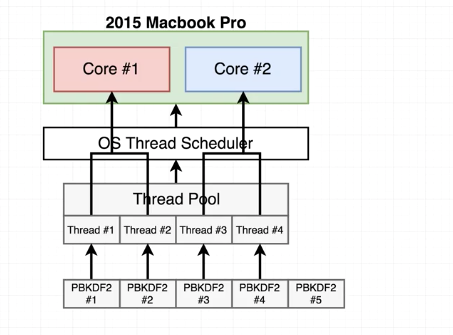 2015 Macbook Pro
Core #1
Core #2
OS Thread Scheduler
Thread Pool
Thread #1
Thread #2
Thread #3
Thread #4
PBKDF2
#1
PBKDF2
#2
PBKDF2
#3
PBKDF2
#4
PBKDF2
#5